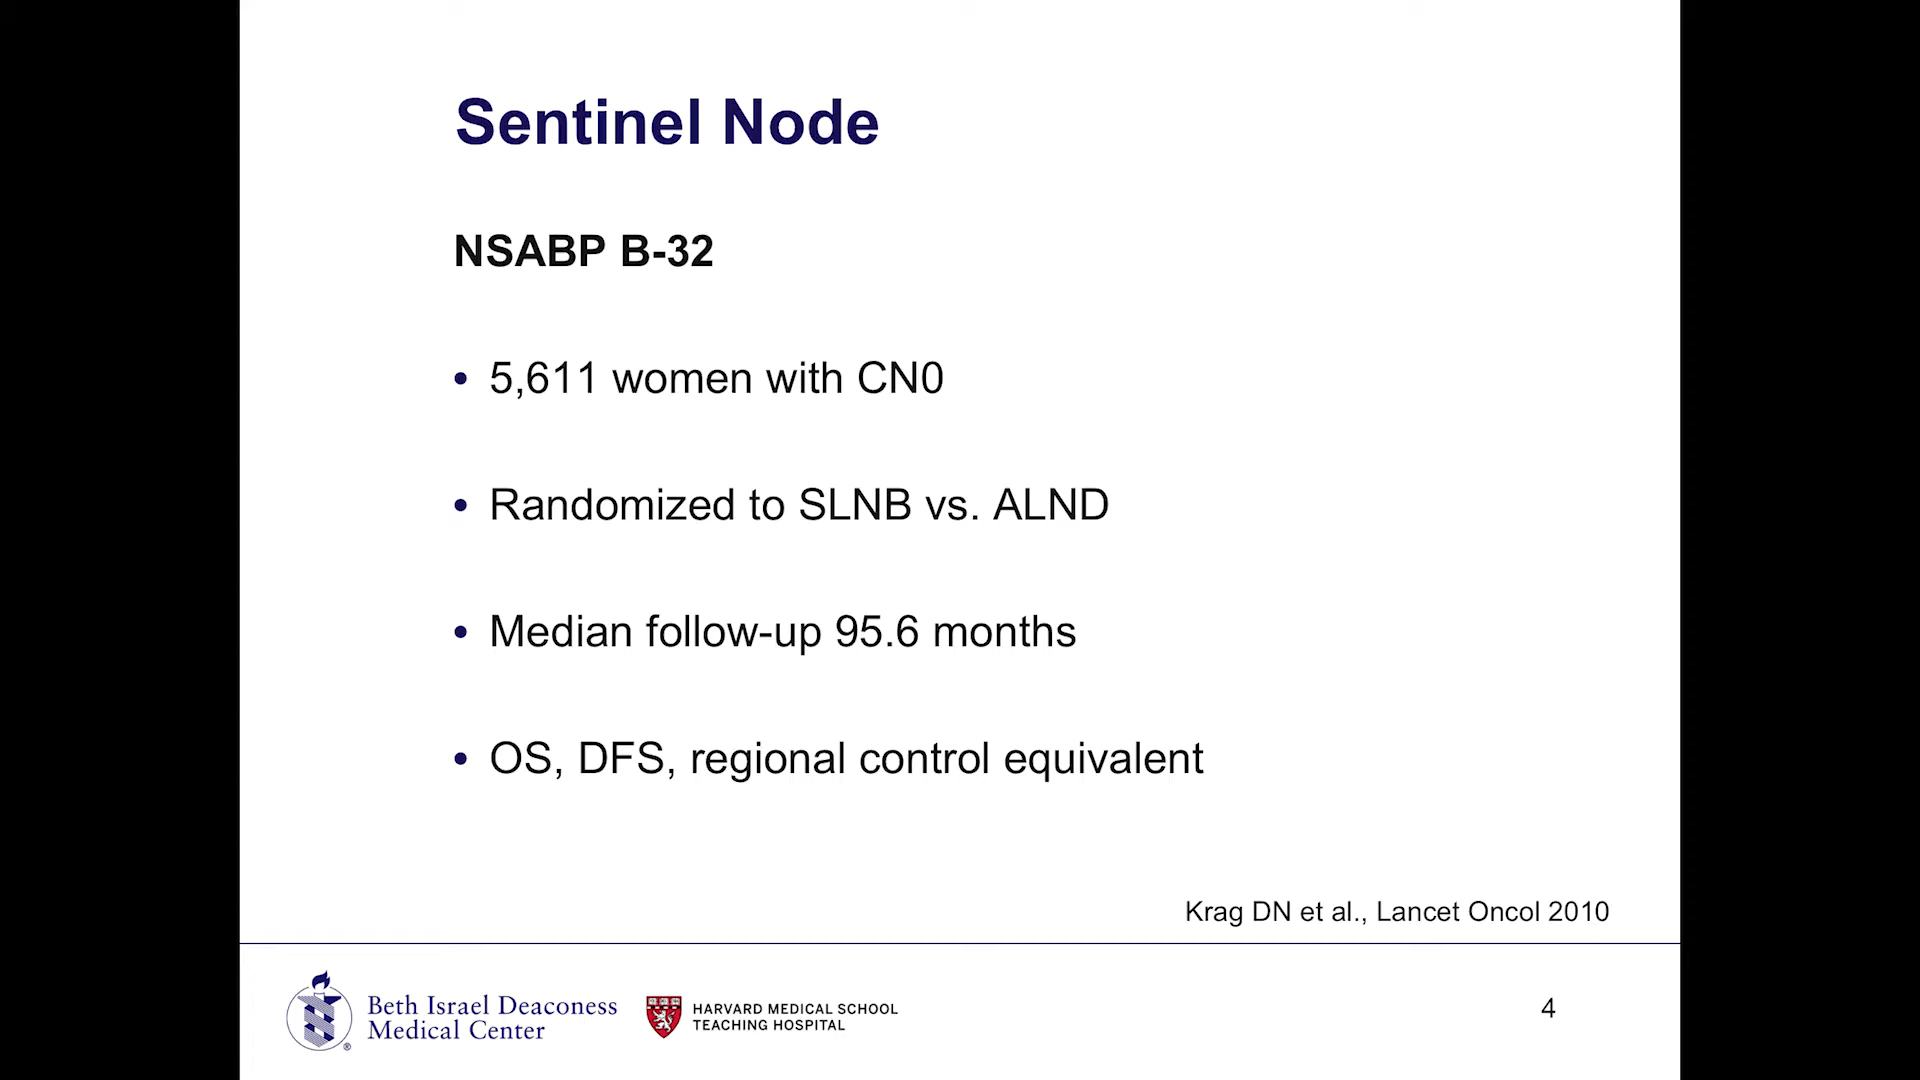 Sentinel Node
NSABP B-32
• 5,611 women with CN0
• Randomized to SLNB vs. ALND
• Median follow-up 95.6 months
• OS, DFS, regional control equivalent
Krag DN et al., Lancet Oncol 2010
Beth Israel Deaconess
Medical Center
®
HARVARD MEDICAL SCHOOL
TEACHING HOSPITAL
4